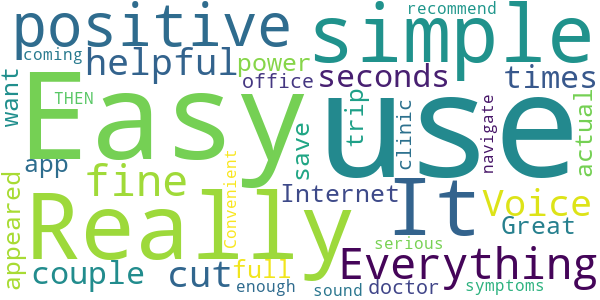 recommend
positive
simple
coming
helpful
power
seconds
times
office
want
THEN
Easy
use
trip
actual
save
clinic
navigate
app
fine
appeared
Convenient
Internet
It
Voice
Great
Really
Everything
serious
couple
cut
full
enough
sound
doctor
symptoms